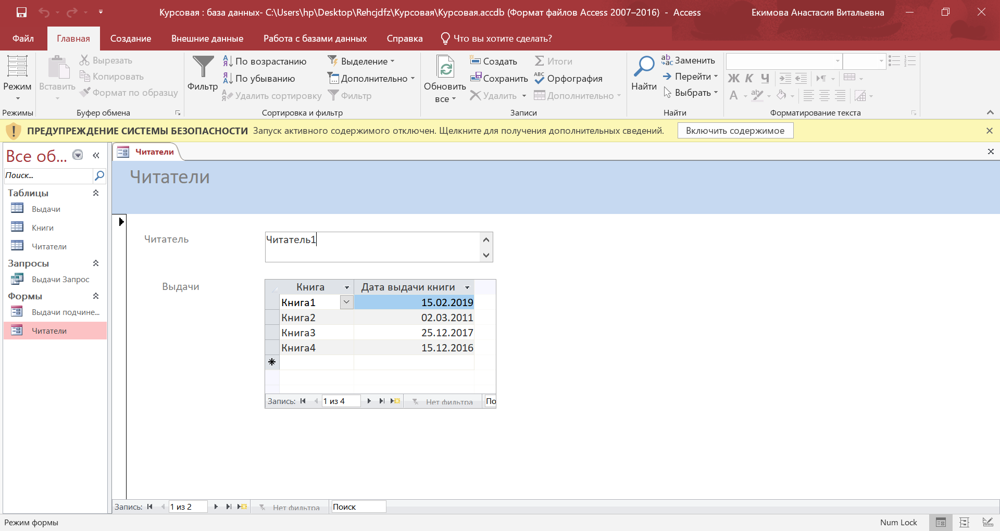 Курсовая : база данных- C:\Users\hp\Desktop\Rehcjdfz\Курсовая\Курсовая.accdb (Формат файлов Access 2007–2016) - Access
Екимова Анастасия Витальевна
Файл
Главная
Создание
Внешние данные
Работа с базами данных
Справка
Что вы хотите сделать?
Режим
Режимы
Вставить
Вырезать
Копировать
Формат по образцу
Буфер обмена
Фильтр
По возрастанию
По убыванию
Удалить сортировку
Выделение
Дополнительно
Фильтр
Сортировка и фильтр
Обновить
все
Создать
Сохранить
Удалить
Итоги
Орфография
Дополнительно
Записи
Найти
Заменить
Перейти
Выбрать
Найти
Ж К Ч
A
Форматирование текста
ПРЕДУПРЕЖДЕНИЕ СИСТЕМЫ БЕЗОПАСНОСТИ Запуск активного содержимого отключен. Щелкните для получения дополнительных сведений. Включить содержимое
Все об...
Поиск...
Таблицы
Выдачи
Книги
Читатели
Запросы
Выдачи Запрос
Формы
Выдачи подчине...
Читатели
Читатели
Читатели
Читатель
Читатель1
Выдачи
Книга Дата выдачи книги
Книга1 15.02.2019
Книга2 02.03.2011
Книга3 25.12.2017
Книга4 15.12.2016
Запись: 1 из 4 Нет фильтра По
Запись: 1 из 2 Нет фильтра Поиск
Режим формы
Num Lock